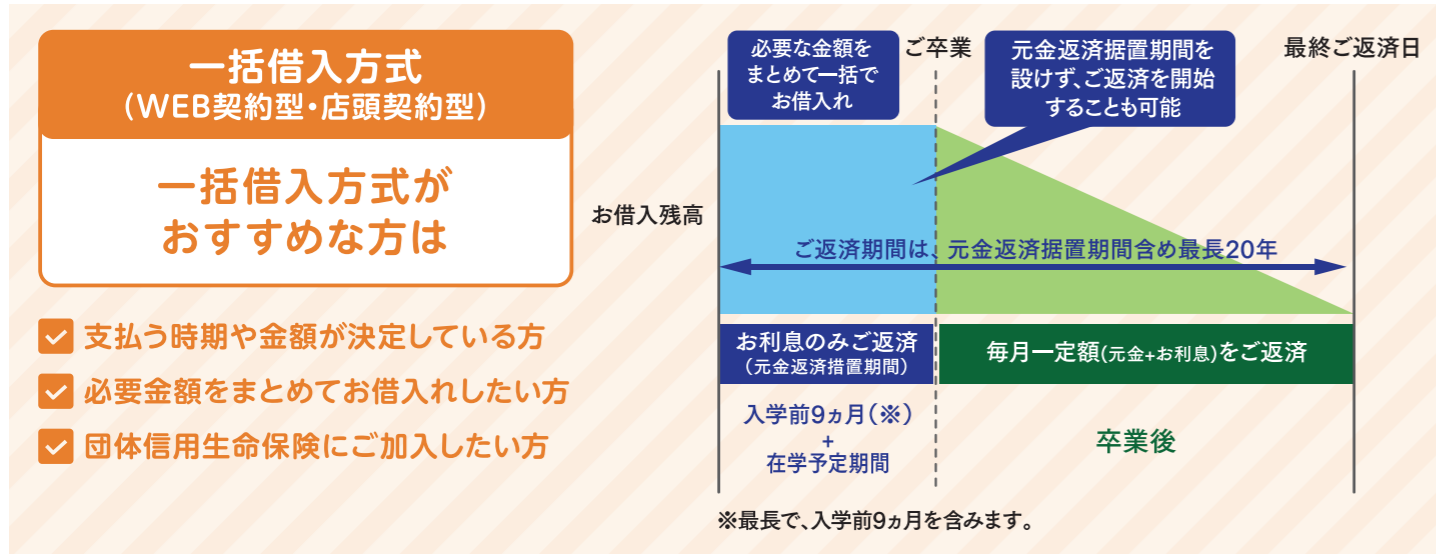 一括借入方式
（WEB契約型・店頭契約型）
一括借入方式が
おすすめな方は
支払う時期や金額が決定している方
必要金額をまとめてお借入れしたい方
団体信用生命保険にご加入したい方
必要な金額を
まとめて一括で
お借入れ
ご卒業
元金返済据置期間を
設けず、ご返済を開始
することも可能
最終ご返済日
お借入残高
ご返済期間は、元金返済据置期間含め最長20年
お利息のみご返済
（元金返済措置期間）
毎月一定額(元金+お利息)をご返済
入学前9ヵ月（※）
+
在学予定期間
卒業後
※最長で、入学前9ヵ月を含みます。